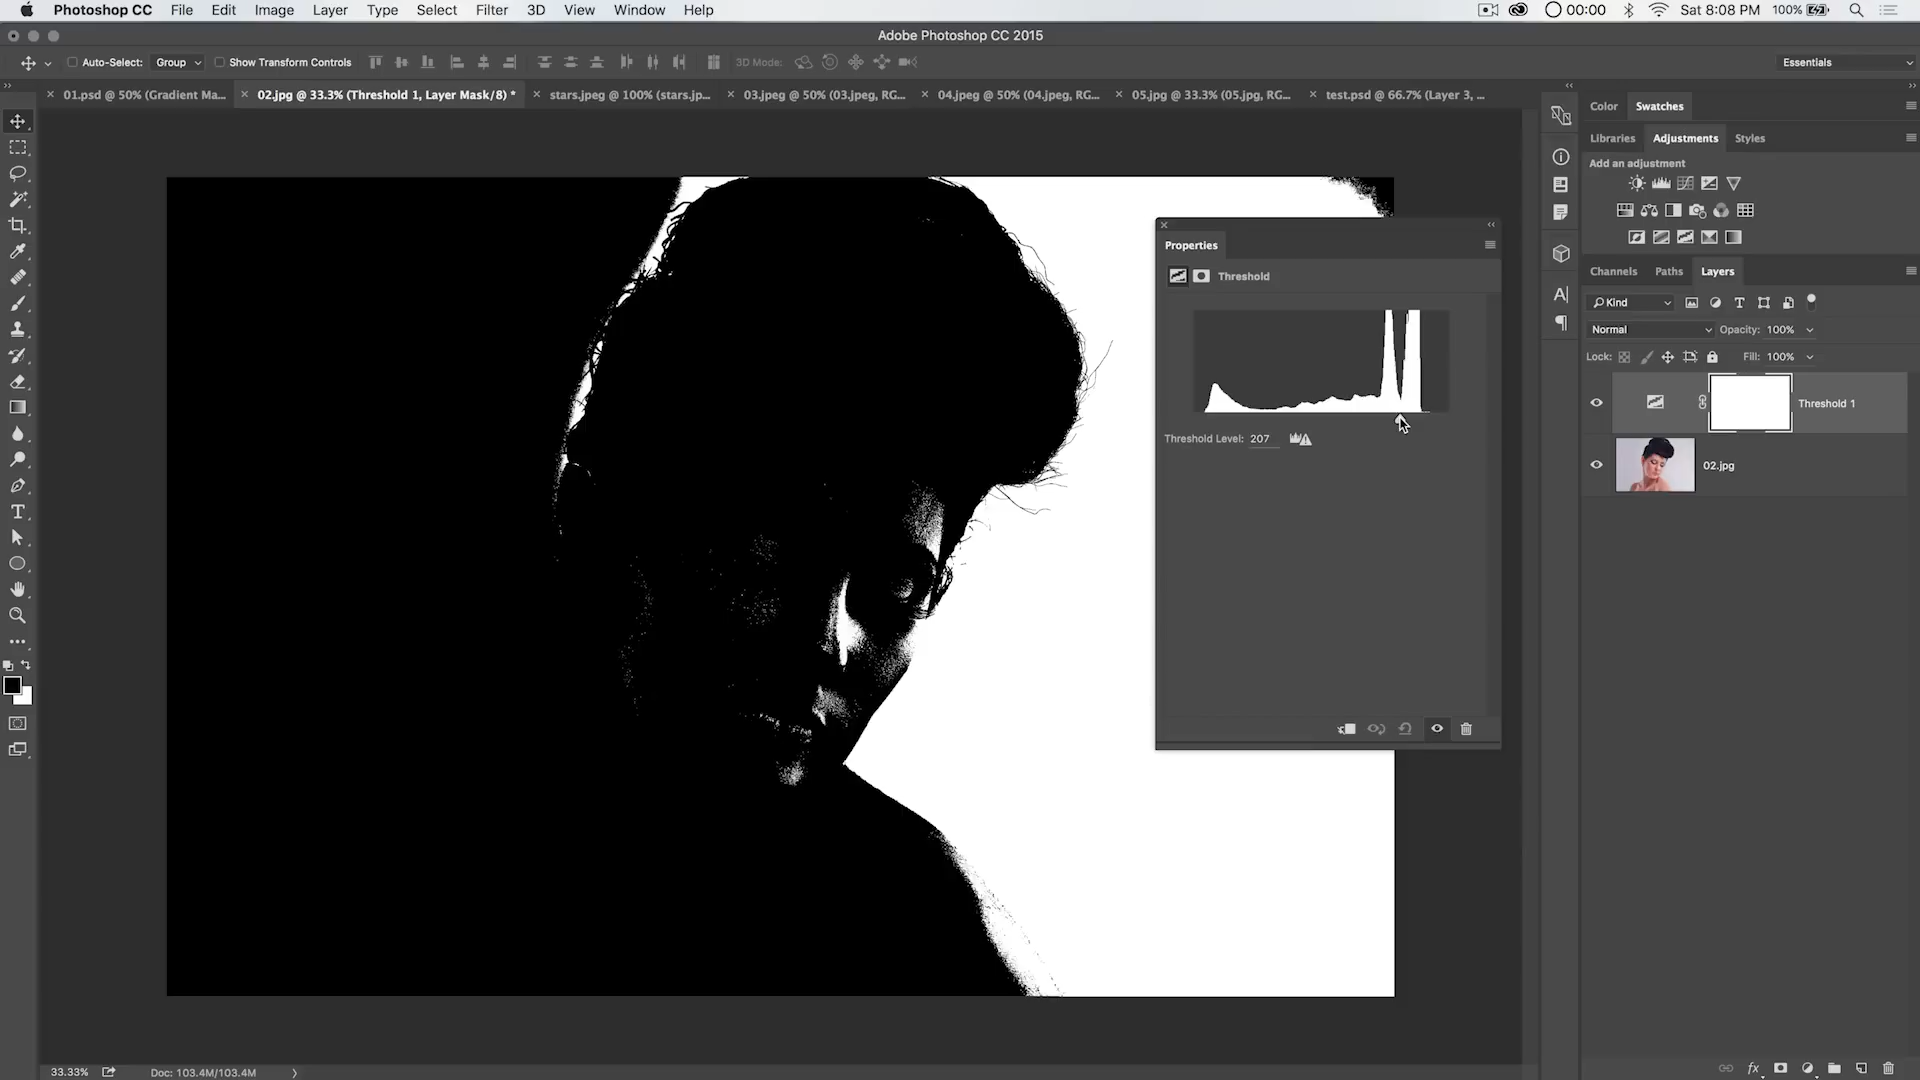 Photoshop CC File Edit Image Layer Type Select Filter 3D View Window Help 00:00 Sat 8:08 PM 100%
Adobe Photoshop CC 2015
Auto-Select: Group Show Transform Controls 3D Mode: Essentials
01.psd @ 50% (Gradient Ma... 02.jpg @ 33.3% (Threshold 1, Layer Mask/8) * stars.jpeg @ 100% (stars.jp... 03.jpeg @ 50% (03.jpeg, RG... 04.jpeg @ 50% (04.jpeg, RG... 05.jpg @ 33.3% (05.jpg, RG... test.psd @ 66.7% (Layer 3, ...
Color Swatches
Libraries Adjustments Styles
Add an adjustment
Properties
Threshold
Threshold Level: 207
Channels Paths Layers
Kind
Normal Opacity: 100%
Lock: Fill: 100%
Threshold 1
02.jpg
33.33% Doc: 103.4M/103.4M